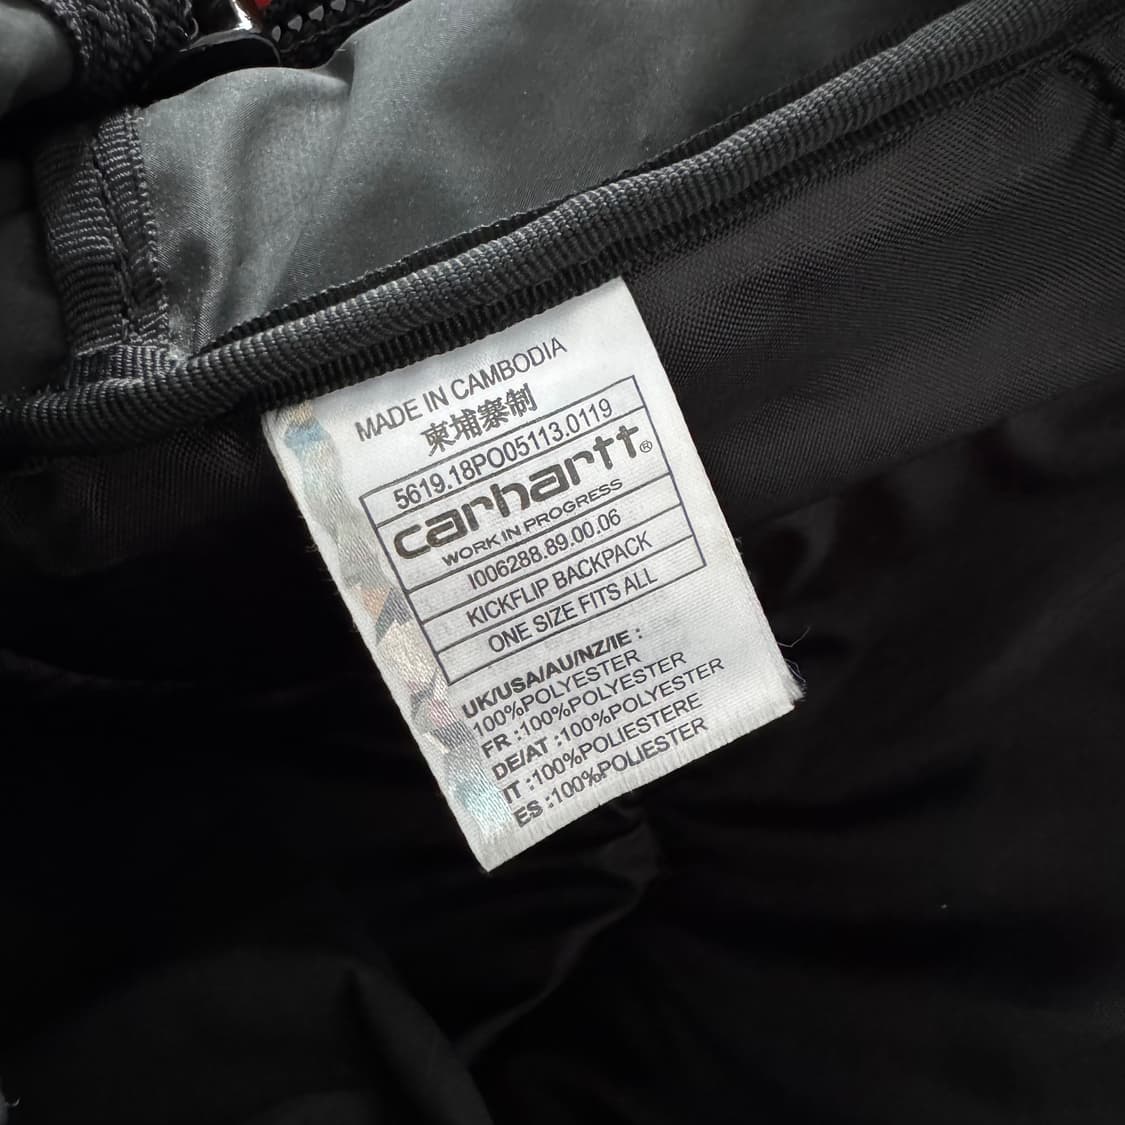 MADE IN CAMBODIA
柬埔寨制
5619.18PO05113.0119
carhartt®
WORK IN PROGRESS
I006288.89.00.06
KICKFLIP BACKPACK
ONE SIZE FITS ALL
UK/USA/AU/NZ/IE :
100%POLYESTER
FR :100%POLYESTER
DE/AT :100%POLYESTER
IT :100%POLIESTERE
ES :100%POLIESTER